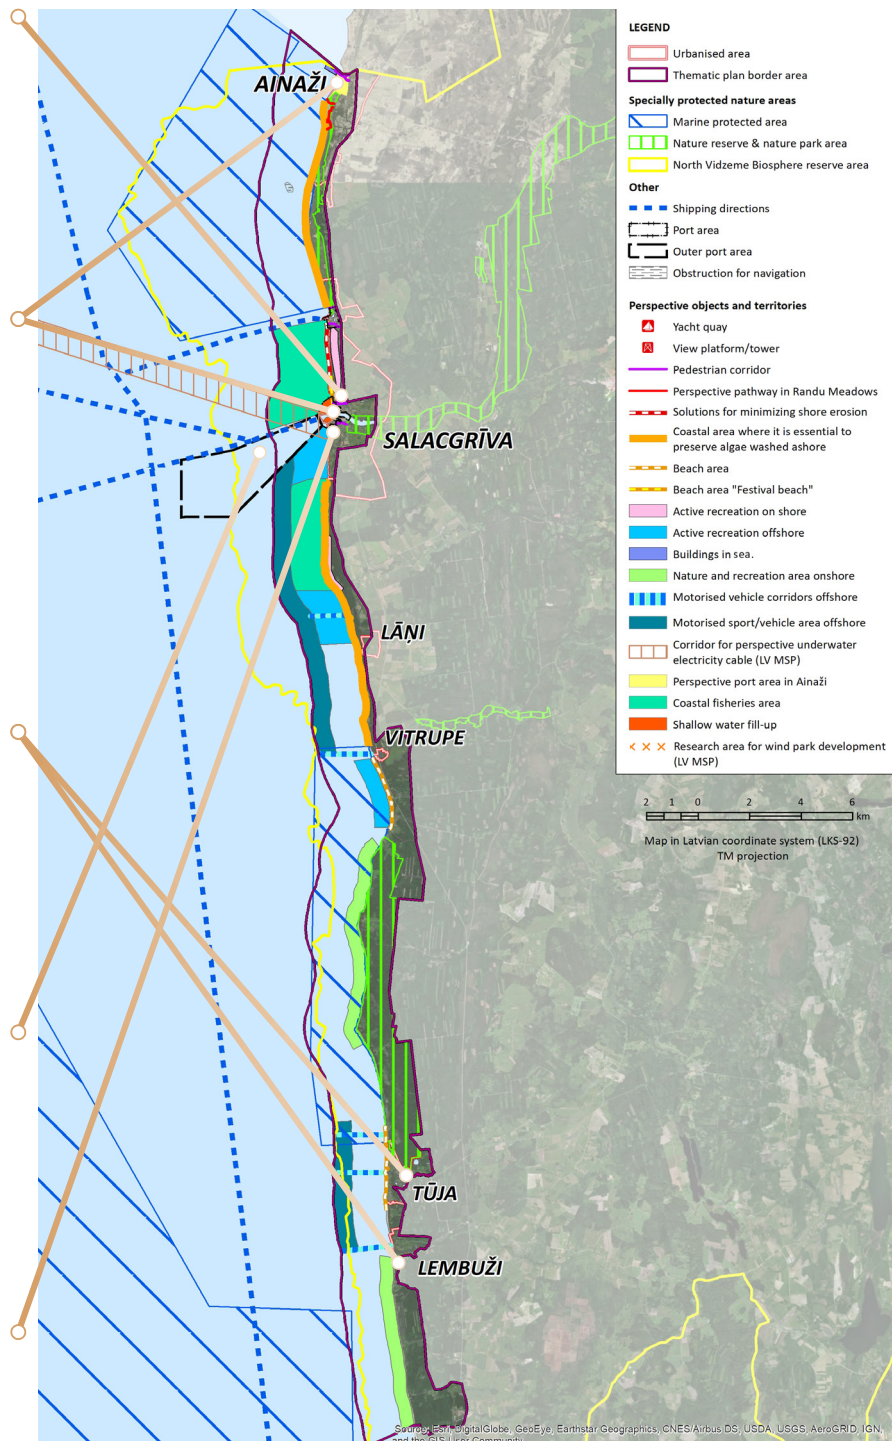 AINAŽI
SALACGRĪVA
LĀŅI
VITRUPE
TŪJA
LEMBUŽI
LEGEND
Urbanised area
Thematic plan border area
Specially protected nature areas
Marine protected area
Nature reserve & nature park area
North Vidzeme Biosphere reserve area
Other
Shipping directions
Port area
Outer port area
Obstruction for navigation
Perspective objects and territories
Yacht quay
View platform/tower
Pedestrian corridor
Perspective pathway in Randu Meadows
Solutions for minimizing shore erosion
Coastal area where it is essential to
preserve algae washed ashore
Beach area
Beach area "Festival beach"
Active recreation on shore
Active recreation offshore
Buildings in sea.
Nature and recreation area onshore
Motorised vehicle corridors offshore
Motorised sport/vehicle area offshore
Corridor for perspective underwater
electricity cable (LV MSP)
Perspective port area in Ainaži
Coastal fisheries area
Shallow water fill-up
Research area for wind park development
(LV MSP)
2 1 0 2 4 6
km
Map in Latvian coordinate system (LKS-92)
TM projection
Source: Esri, DigitalGlobe, GeoEye, Earthstar Geographics, CNES/Airbus DS, USDA, USGS, AeroGRID, IGN,
and the GIS User Community